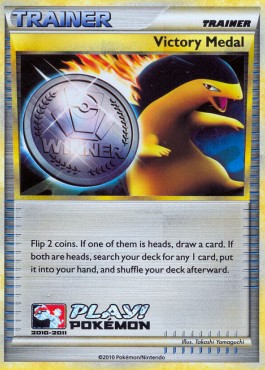 TRAINER
TRAINER
Victory Medal
WINNER
Flip 2 coins. If one of them is heads, draw a card. If
both are heads, search your deck for any 1 card, put
it into your hand, and shuffle your deck afterward.
PLAY!
POKÉMON
2010-2011
Illus. Takashi Yamaguchi
©2010 Pokémon/Nintendo